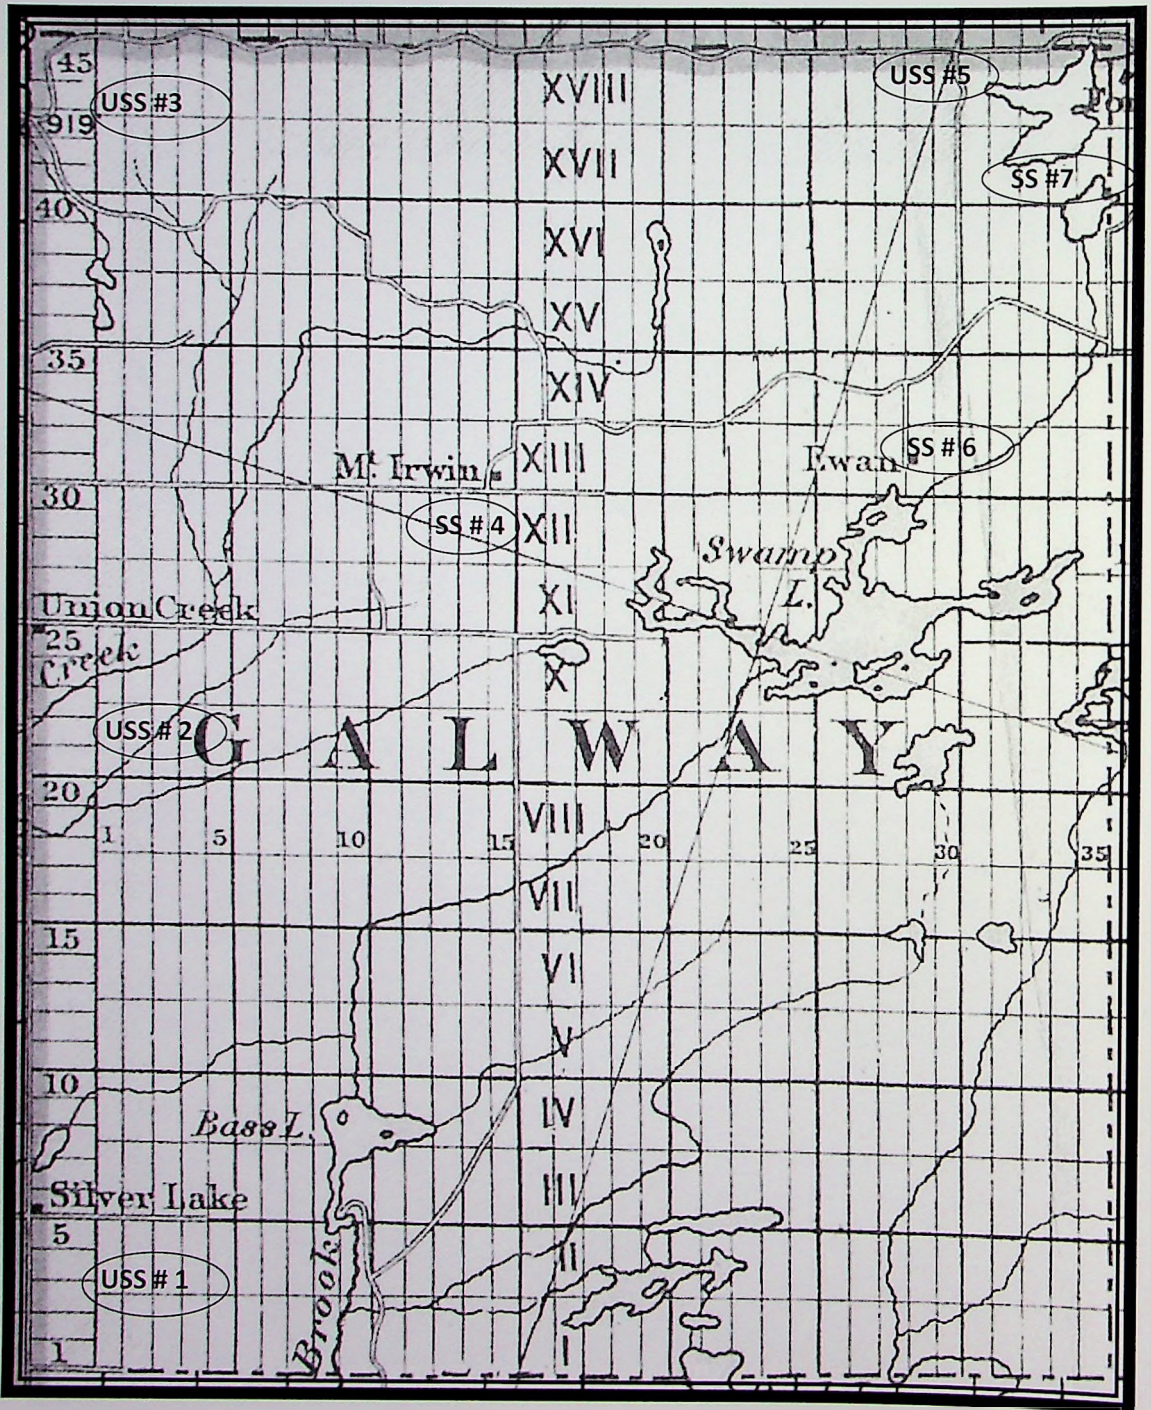 45
XVIII
USS #5
USS #3
919
XVII
SS #7
40
XVI
XV
35
XIV
Mt. Irwin
XIII
Ewan
SS # 6
30
SS # 4
XII
Swamp
L.
XI
Union Creek
25
Creek
X
USS # 2
GALWAY
20
VIII
1 5 10 15 20 25 30 35
VII
15
VI
V
10
IV
Bass L.
III
Silver Lake
5
II
USS # 1
Brook
1
I